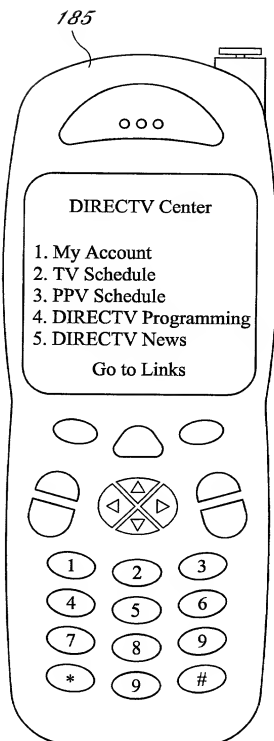 185
DIRECTV Center
1. My Account
2. TV Schedule
3. PPV Schedule
4. DIRECTV Programming
5. DIRECTV News
Go to Links
1 2 3
4 5 6
7 8 9
* 9 #